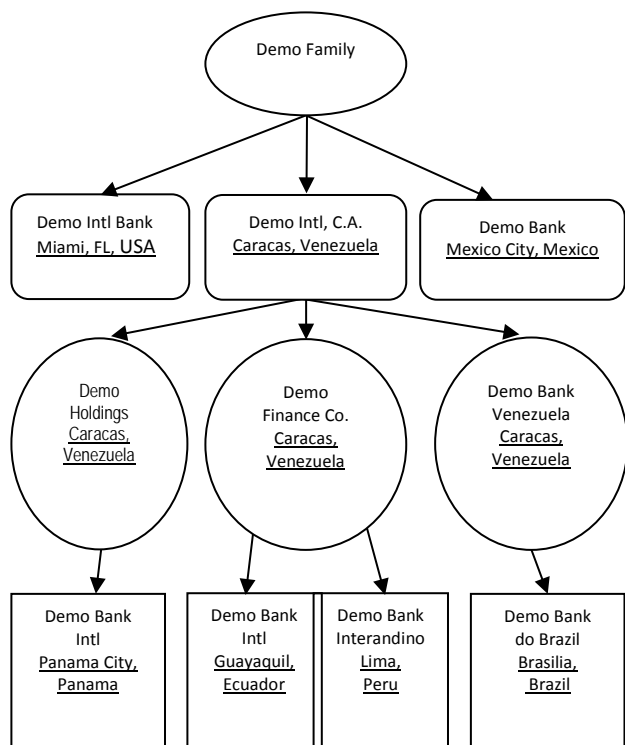 Demo Family
Demo Intl Bank
Miami, FL, USA
Demo Intl, C.A.
Caracas, Venezuela
Demo Bank
Mexico City, Mexico
Demo
Holdings
Caracas,
Venezuela
Demo
Finance Co.
Caracas,
Venezuela
Demo Bank
Venezuela
Caracas,
Venezuela
Demo Bank
Intl
Panama City,
Panama
Demo Bank
Intl
Guayaquil,
Ecuador
Demo Bank
Interandino
Lima,
Peru
Demo Bank
do Brazil
Brasilia,
Brazil